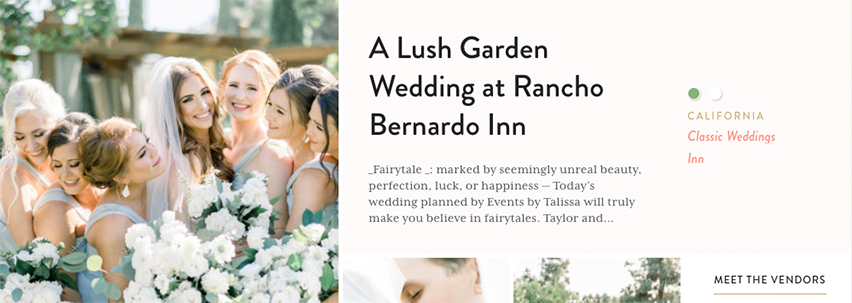 A Lush Garden
Wedding at Rancho
Bernardo Inn
_Fairytale _: marked by seemingly unreal beauty,
perfection, luck, or happiness — Today's
wedding planned by Events by Talissa will truly
make you believe in fairytales. Taylor and...
CALIFORNIA
Classic Weddings
Inn
MEET THE VENDORS